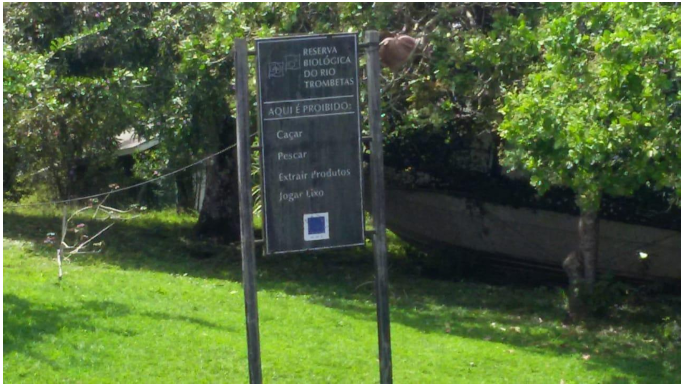 RESERVA
BIOLÓGICA
DO RIO
TROMBETAS
AQUI É PROIBIDO:
Caçar
Pescar
Extrair Produtos
Jogar Lixo